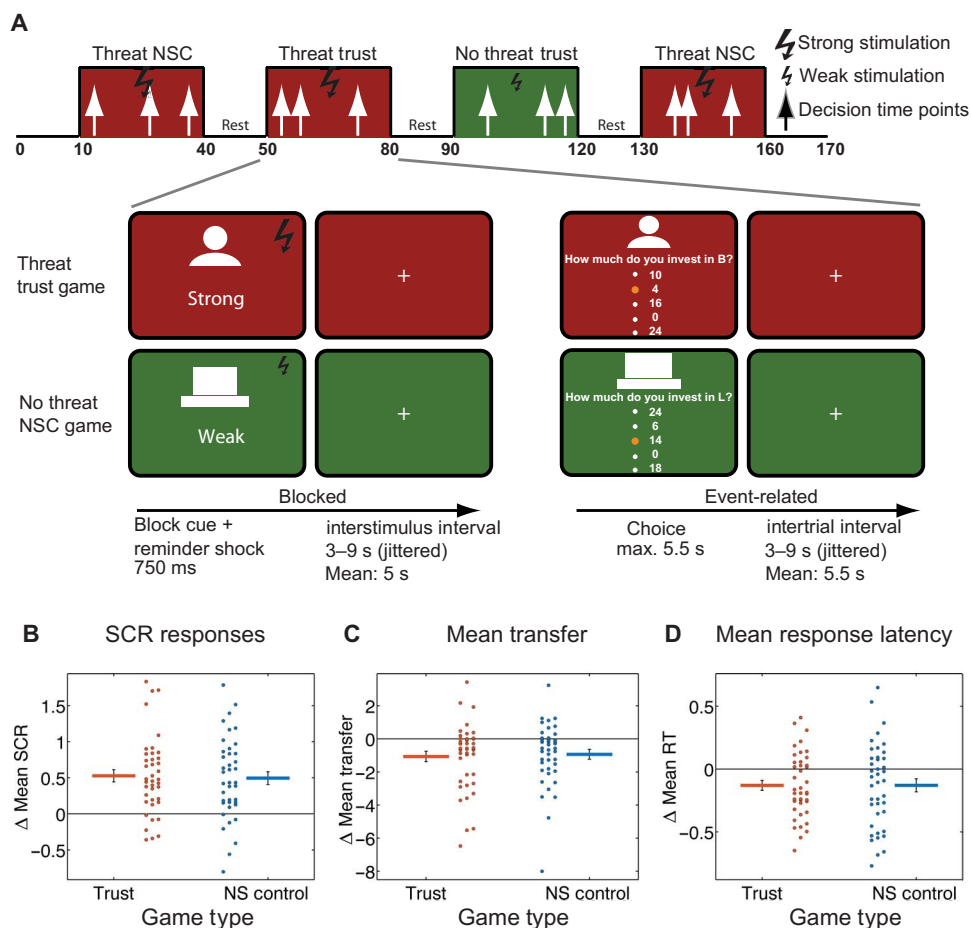 A
Threat NSC
Threat trust
No threat trust
Threat NSC
Strong stimulation
Weak stimulation
Decision time points
Rest
Rest
Rest
0
10
40
50
80
90
120
130
160
170
Threat
trust game
Strong
+
How much do you invest in B?
10
4
16
0
24
+
No threat
NSC game
Weak
+
How much do you invest in L?
24
6
14
0
18
+
Blocked
Event-related
Block cue +
reminder shock
750 ms
interstimulus interval
3–9 s (jittered)
Mean: 5 s
Choice
max. 5.5 s
intertrial interval
3–9 s (jittered)
Mean: 5.5 s
B
SCR responses
Δ Mean SCR
1.5
1
0.5
0
−0.5
Trust
NS control
Game type
C
Mean transfer
Δ Mean transfer
2
0
−2
−4
−6
−8
Trust
NS control
Game type
D
Mean response latency
Δ Mean RT
0.5
0
−0.5
Trust
NS control
Game type